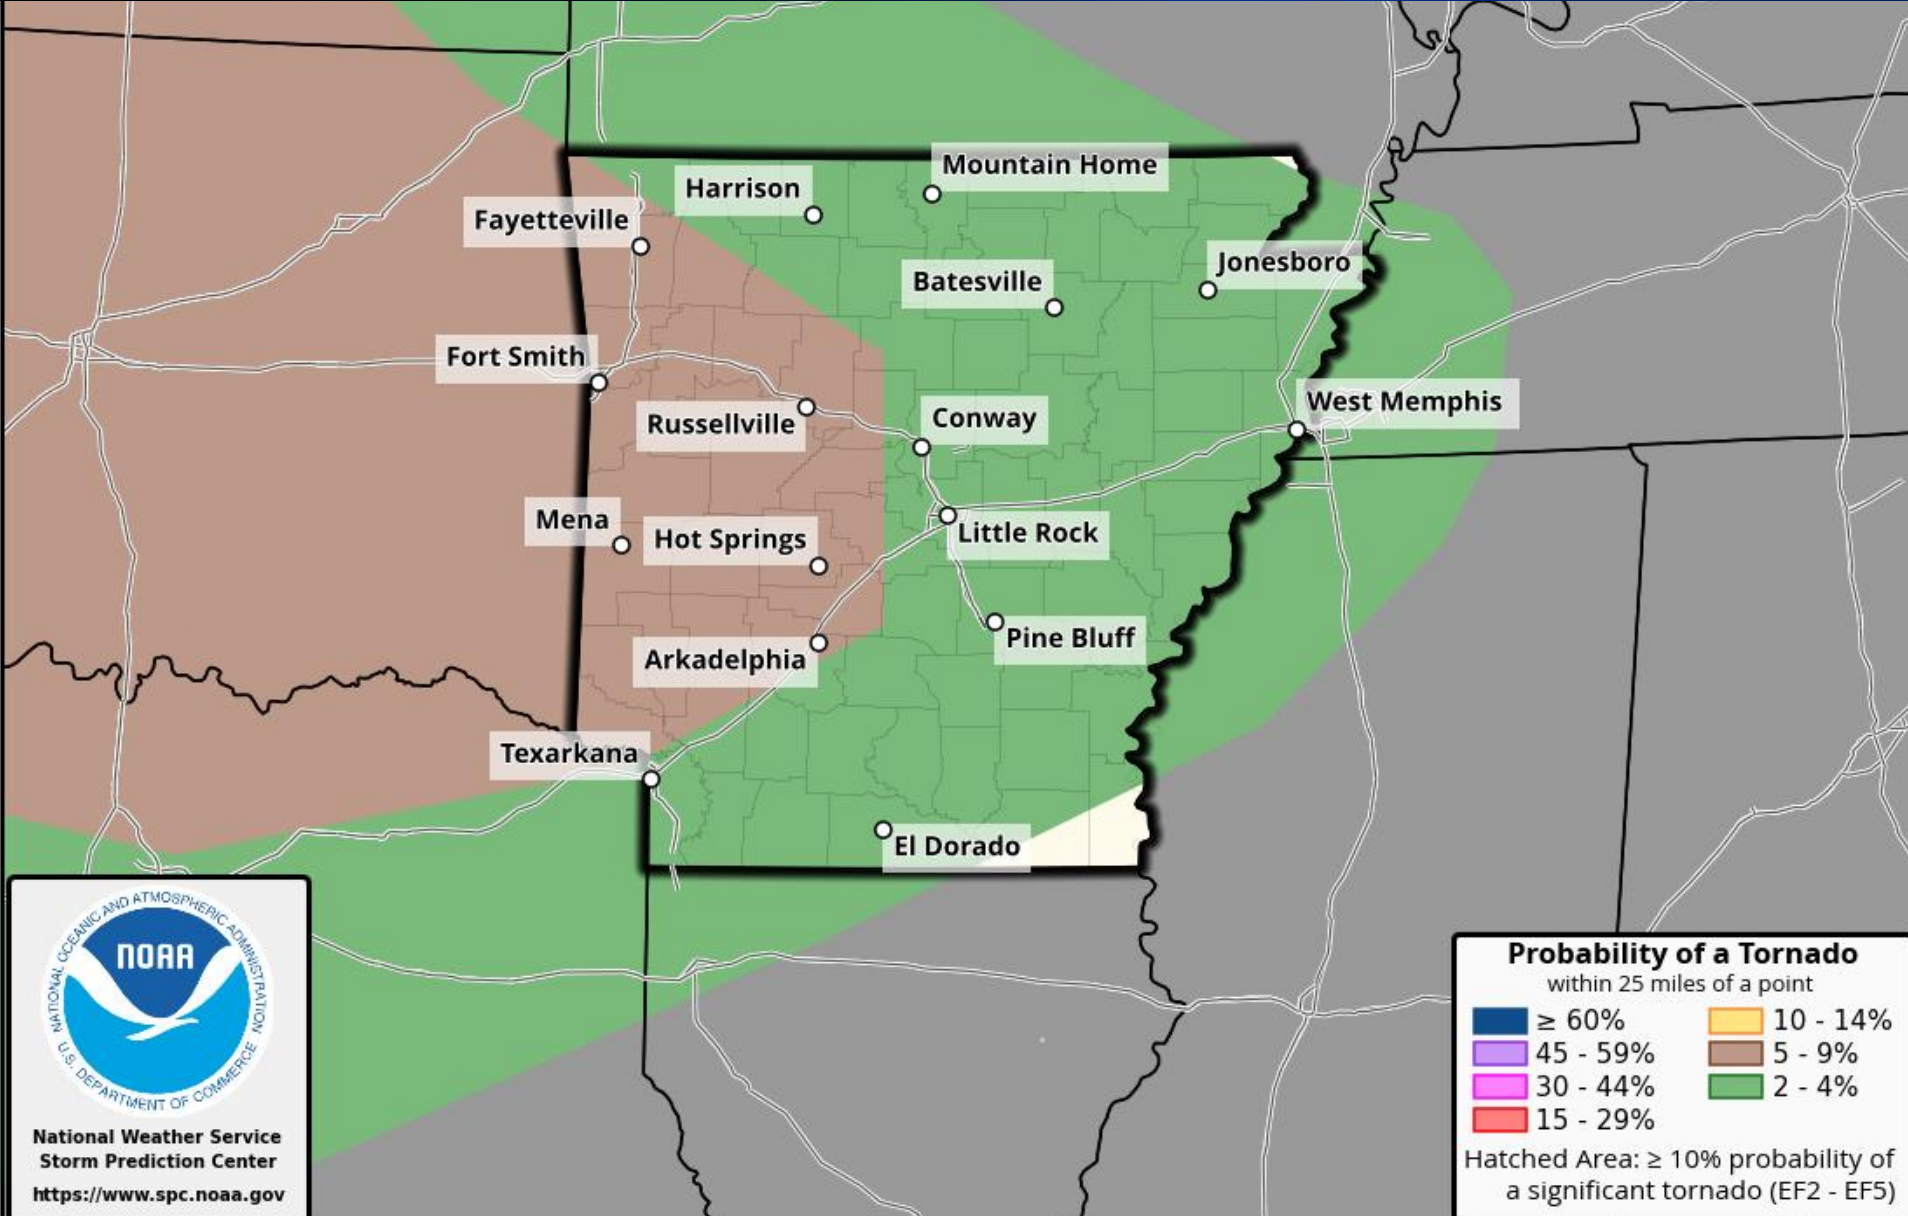 Mountain Home
Harrison
Fayetteville
Jonesboro
Batesville
Fort Smith
West Memphis
Conway
Russellville
Mena
Little Rock
Hot Springs
Pine Bluff
Arkadelphia
Texarkana
El Dorado
NATIONAL OCEANIC AND ATMOSPHERIC ADMINISTRATION
NOAA
U.S. DEPARTMENT OF COMMERCE
National Weather Service
Storm Prediction Center
https://www.spc.noaa.gov
Probability of a Tornado
within 25 miles of a point
≥ 60%
45 - 59%
30 - 44%
15 - 29%
10 - 14%
5 - 9%
2 - 4%
Hatched Area: ≥ 10% probability of
a significant tornado (EF2 - EF5)